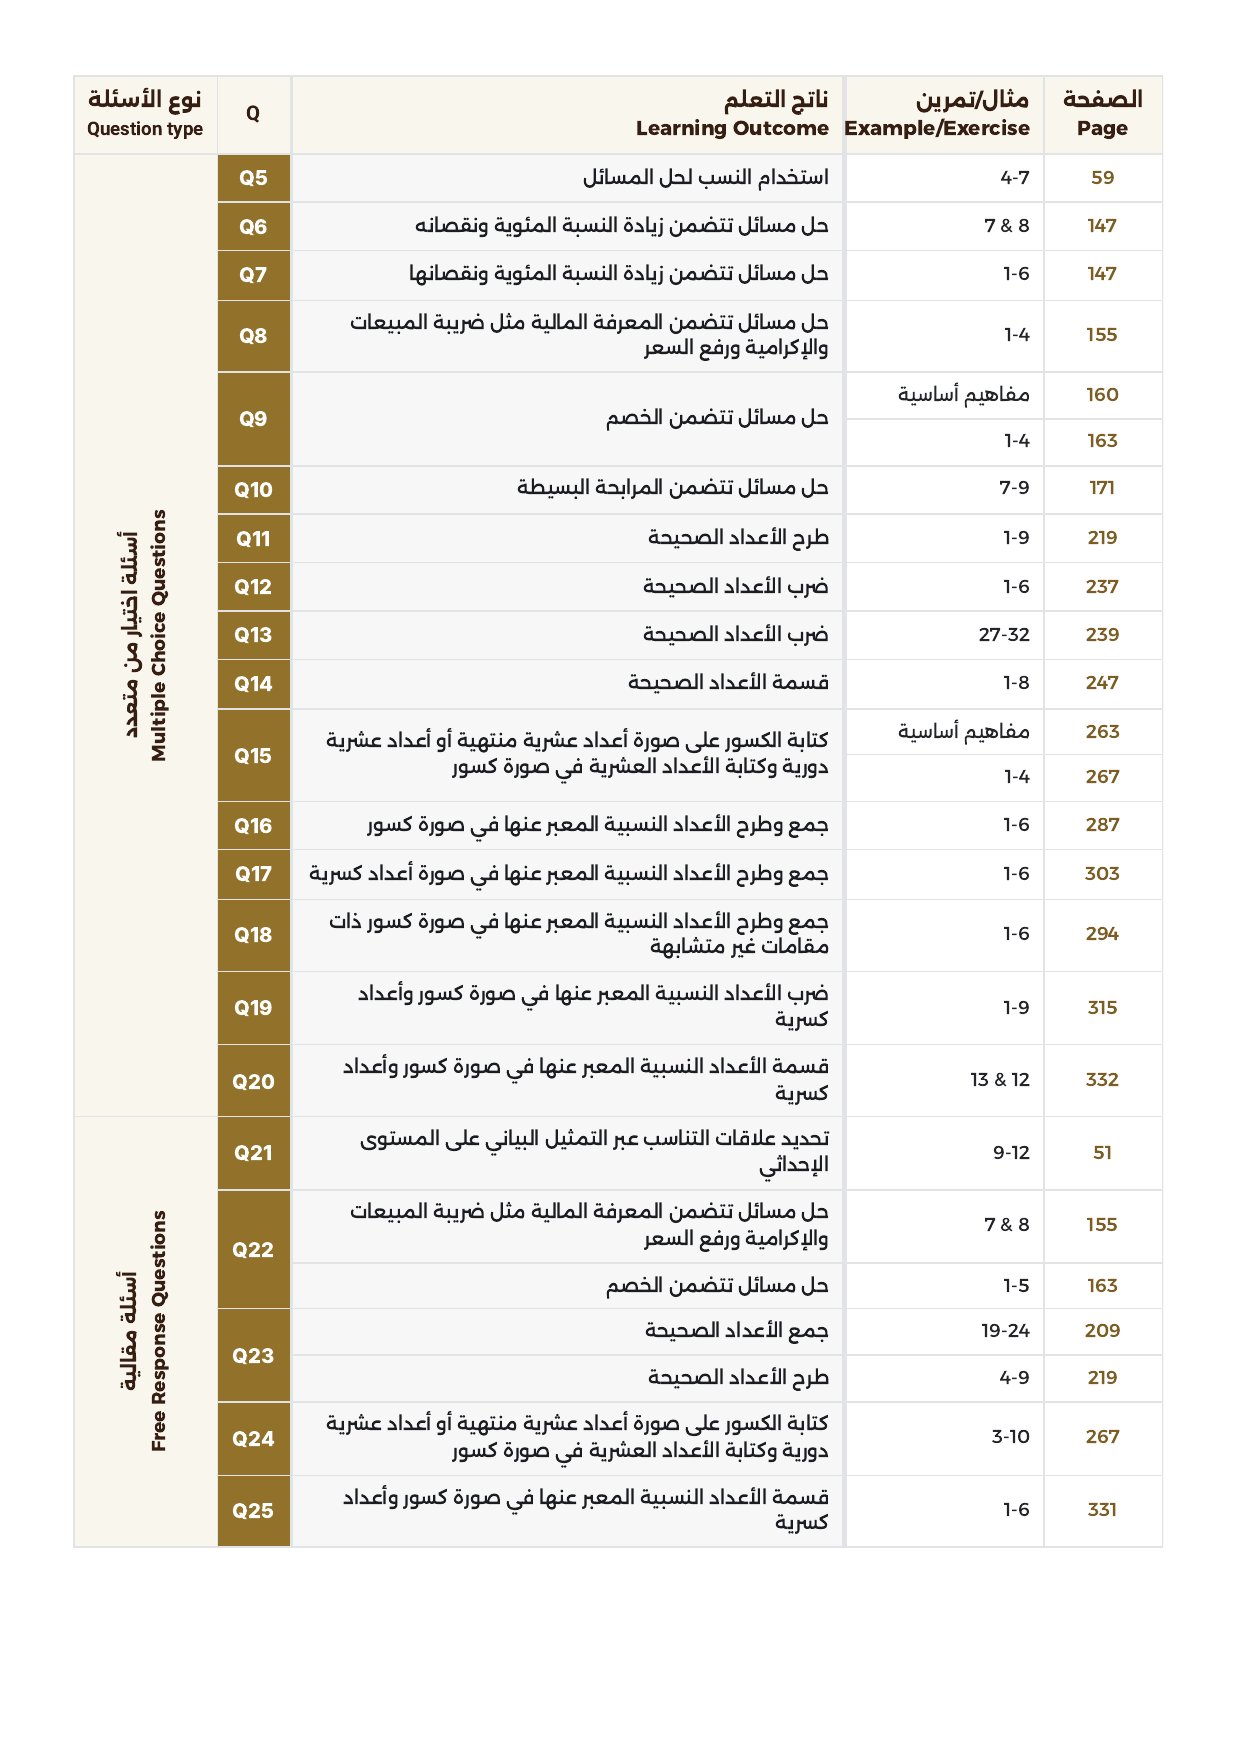 نوع الأسئلة
Question type
Q
ناتج التعلم
Learning Outcome
مثال/تمرين
Example/Exercise
الصفحة
Page
أسئلة اختيار من متعدد
Multiple Choice Questions
Q5
استخدام النسب لحل المسائل
4-7
59
Q6
حل مسائل تتضمن زيادة النسبة المئوية ونقصانه
7 & 8
147
Q7
حل مسائل تتضمن زيادة النسبة المئوية ونقصانها
1-6
147
Q8
حل مسائل تتضمن المعرفة المالية مثل ضريبة المبيعات
والإكرامية ورفع السعر
1-4
155
Q9
حل مسائل تتضمن الخصم
مفاهيم أساسية
160
1-4
163
Q10
حل مسائل تتضمن المرابحة البسيطة
7-9
171
Q11
طرح الأعداد الصحيحة
1-9
219
Q12
ضرب الأعداد الصحيحة
1-6
237
Q13
ضرب الأعداد الصحيحة
27-32
239
Q14
قسمة الأعداد الصحيحة
1-8
247
Q15
كتابة الكسور على صورة أعداد عشرية منتهية أو أعداد عشرية
دورية وكتابة الأعداد العشرية في صورة كسور
مفاهيم أساسية
263
1-4
267
Q16
جمع وطرح الأعداد النسبية المعبر عنها في صورة كسور
1-6
287
Q17
جمع وطرح الأعداد النسبية المعبر عنها في صورة أعداد كسرية
1-6
303
Q18
جمع وطرح الأعداد النسبية المعبر عنها في صورة كسور ذات
مقامات غير متشابهة
1-6
294
Q19
ضرب الأعداد النسبية المعبر عنها في صورة كسور وأعداد
كسرية
1-9
315
Q20
قسمة الأعداد النسبية المعبر عنها في صورة كسور وأعداد
كسرية
13 & 12
332
أسئلة مقالية
Free Response Questions
Q21
تحديد علاقات التناسب عبر التمثيل البياني على المستوى
الإحداثي
9-12
51
Q22
حل مسائل تتضمن المعرفة المالية مثل ضريبة المبيعات
والإكرامية ورفع السعر
7 & 8
155
حل مسائل تتضمن الخصم
1-5
163
Q23
جمع الأعداد الصحيحة
19-24
209
طرح الأعداد الصحيحة
4-9
219
Q24
كتابة الكسور على صورة أعداد عشرية منتهية أو أعداد عشرية
دورية وكتابة الأعداد العشرية في صورة كسور
3-10
267
Q25
قسمة الأعداد النسبية المعبر عنها في صورة كسور وأعداد
كسرية
1-6
331